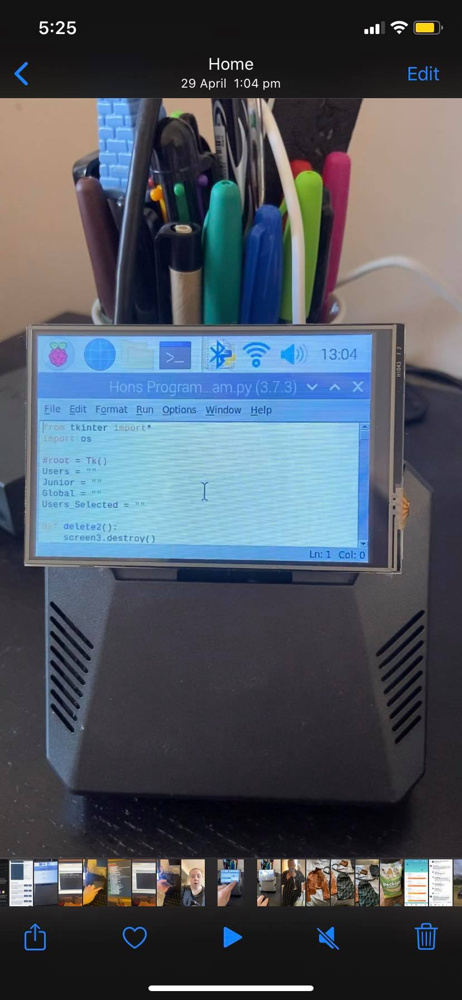 5:25
Home
29 April 1:04 pm
Edit
13:04
Hons Program...am.py (3.7.3)
File Edit Format Run Options Window Help
from tkinter import*
import os
#root = Tk()
Users = ""
Junior = ""
Global = ""
Users_Selected = ""
def delete2():
screen3.destroy()
Ln: 1 Col: 0
H1043
Peckish